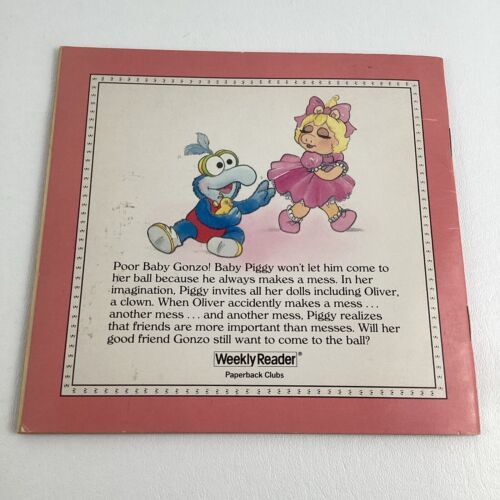 Poor Baby Gonzo! Baby Piggy won't let him come to
her ball because he always makes a mess. In her
imagination, Piggy invites all her dolls including Oliver,
a clown. When Oliver accidently makes a mess ...
another mess ... and another mess, Piggy realizes
that friends are more important than messes. Will her
good friend Gonzo still want to come to the ball?
Weekly Reader®
Paperback Clubs